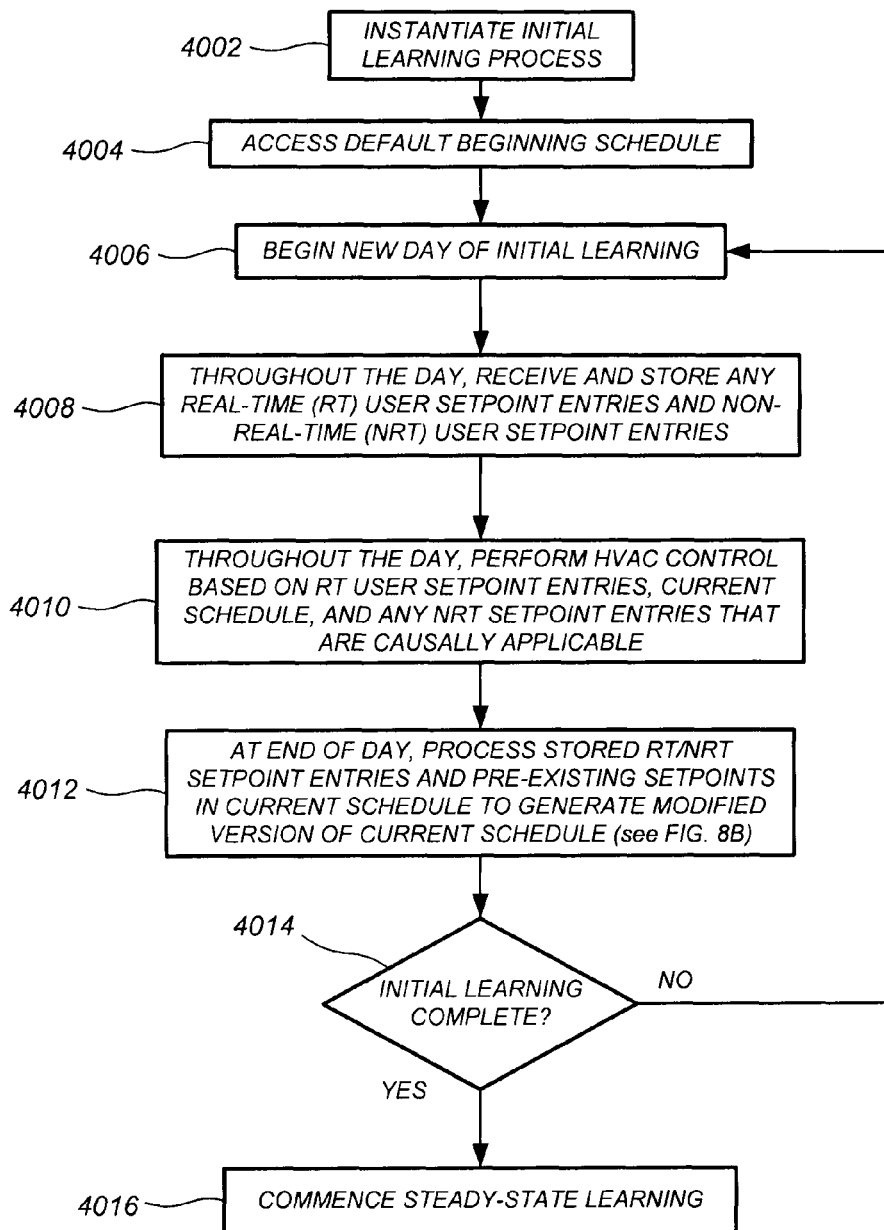 4002
INSTANTIATE INITIAL
LEARNING PROCESS
4004
ACCESS DEFAULT BEGINNING SCHEDULE
4006
BEGIN NEW DAY OF INITIAL LEARNING
4008
THROUGHOUT THE DAY, RECEIVE AND STORE ANY
REAL-TIME (RT) USER SETPOINT ENTRIES AND NON-
REAL-TIME (NRT) USER SETPOINT ENTRIES
4010
THROUGHOUT THE DAY, PERFORM HVAC CONTROL
BASED ON RT USER SETPOINT ENTRIES, CURRENT
SCHEDULE, AND ANY NRT SETPOINT ENTRIES THAT
ARE CAUSALLY APPLICABLE
4012
AT END OF DAY, PROCESS STORED RT/NRT
SETPOINT ENTRIES AND PRE-EXISTING SETPOINTS
IN CURRENT SCHEDULE TO GENERATE MODIFIED
VERSION OF CURRENT SCHEDULE (see FIG. 8B)
4014
INITIAL LEARNING
COMPLETE?
NO
YES
4016
COMMENCE STEADY-STATE LEARNING